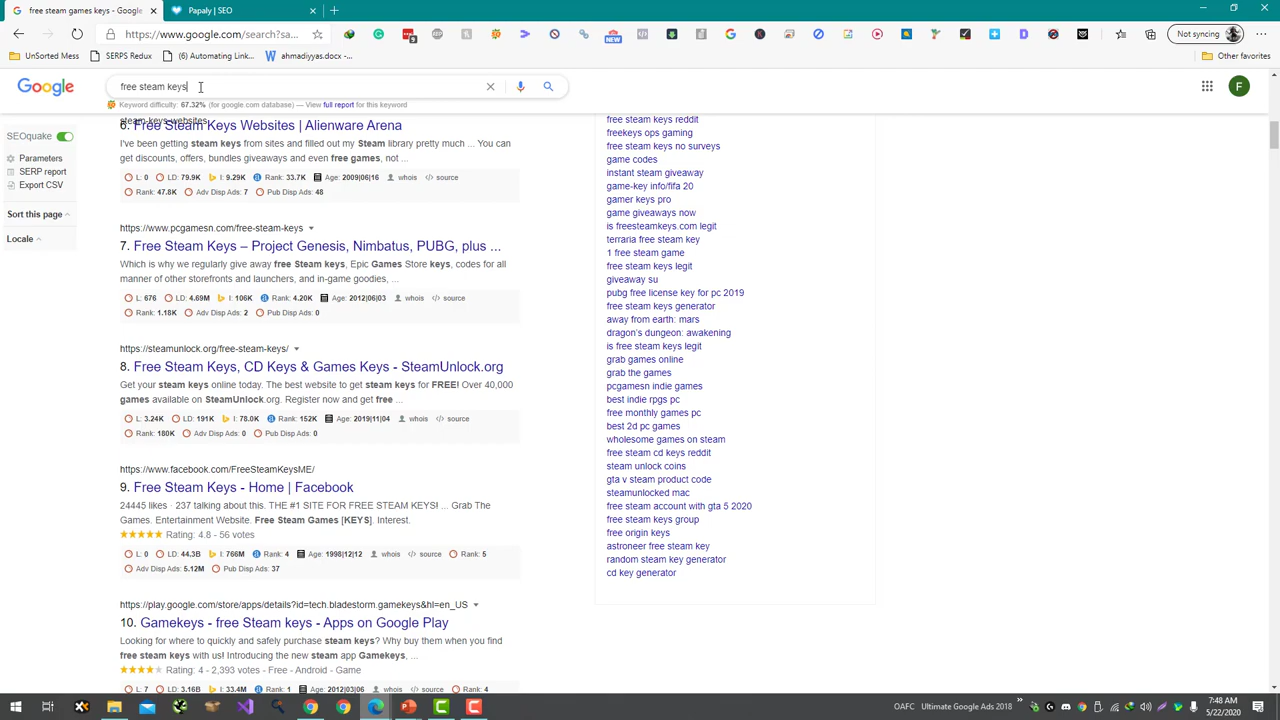 free steam games keys - Google
Papaly | SEO
https://www.google.com/search?sa...
Not syncing
UnSorted Mess
SERPS Redux
(6) Automating Link...
ahmadiyyas.docx -...
Other favorites
Google
free steam keys
F
Keyword difficulty: 67.32% (for google.com database) — View full report for this keyword
SEOquake
Parameters
SERP report
Export CSV
Sort this page
Locale
steam-keys-websites
6. Free Steam Keys Websites | Alienware Arena
I've been getting steam keys from sites and filled out my Steam library pretty much ... You can
get discounts, offers, bundles giveaways and even free games, not ...
L: 0 LD: 79.9K I: 9.29K Rank: 33.7K Age: 2009|06|16 whois source
Rank: 47.8K Adv Disp Ads: 7 Pub Disp Ads: 48
https://www.pcgamesn.com/free-steam-keys
7. Free Steam Keys – Project Genesis, Nimbatus, PUBG, plus ...
Which is why we regularly give away free Steam keys, Epic Games Store keys, codes for all
manner of other storefronts and launchers, and in-game goodies, ...
L: 676 LD: 4.69M I: 106K Rank: 4.20K Age: 2012|06|03 whois source
Rank: 1.18K Adv Disp Ads: 2 Pub Disp Ads: 0
https://steamunlock.org/free-steam-keys/
8. Free Steam Keys, CD Keys & Games Keys - SteamUnlock.org
Get your steam keys online today. The best website to get steam keys for FREE! Over 40,000
games available on SteamUnlock.org. Register now and get free ...
L: 3.24K LD: 191K I: 78.0K Rank: 152K Age: 2019|11|04 whois source
Rank: 180K Adv Disp Ads: 0 Pub Disp Ads: 0
https://www.facebook.com/FreeSteamKeysME/
9. Free Steam Keys - Home | Facebook
24445 likes · 237 talking about this. THE #1 SITE FOR FREE STEAM KEYS! ... Grab The
Games. Entertainment Website. Free Steam Games [KEYS]. Interest.
Rating: 4.8 - 56 votes
L: 0 LD: 44.3B I: 766M Rank: 4 Age: 1998|12|12 whois source Rank: 5
Adv Disp Ads: 5.12M Pub Disp Ads: 37
https://play.google.com/store/apps/details?id=tech.bladestorm.gamekeys&hl=en_US
10. Gamekeys - free Steam keys - Apps on Google Play
Looking for where to quickly and safely purchase steam keys? Why buy them when you find
free steam keys with us! Introducing the new steam app Gamekeys, ...
Rating: 4 - 2,393 votes - Free - Android - Game
L: 7 LD: 3.16B I: 33.4M Rank: 1 Age: 2012|03|06 whois source Rank: 4
free steam keys reddit
freekeys ops gaming
free steam keys no surveys
game codes
instant steam giveaway
game-key info/fifa 20
gamer keys pro
game giveaways now
is freesteamkeys.com legit
terraria free steam key
1 free steam game
free steam keys legit
giveaway su
pubg free license key for pc 2019
free steam keys generator
away from earth: mars
dragon's dungeon: awakening
is free steam keys legit
grab games online
grab the games
pcgamesn indie games
best indie rpgs pc
free monthly games pc
best 2d pc games
wholesome games on steam
free steam cd keys reddit
steam unlock coins
gta v steam product code
steamunlocked mac
free steam account with gta 5 2020
free steam keys group
free origin keys
astroneer free steam key
random steam key generator
cd key generator
OAFC Ultimate Google Ads 2018
7:48 AM
5/22/2020